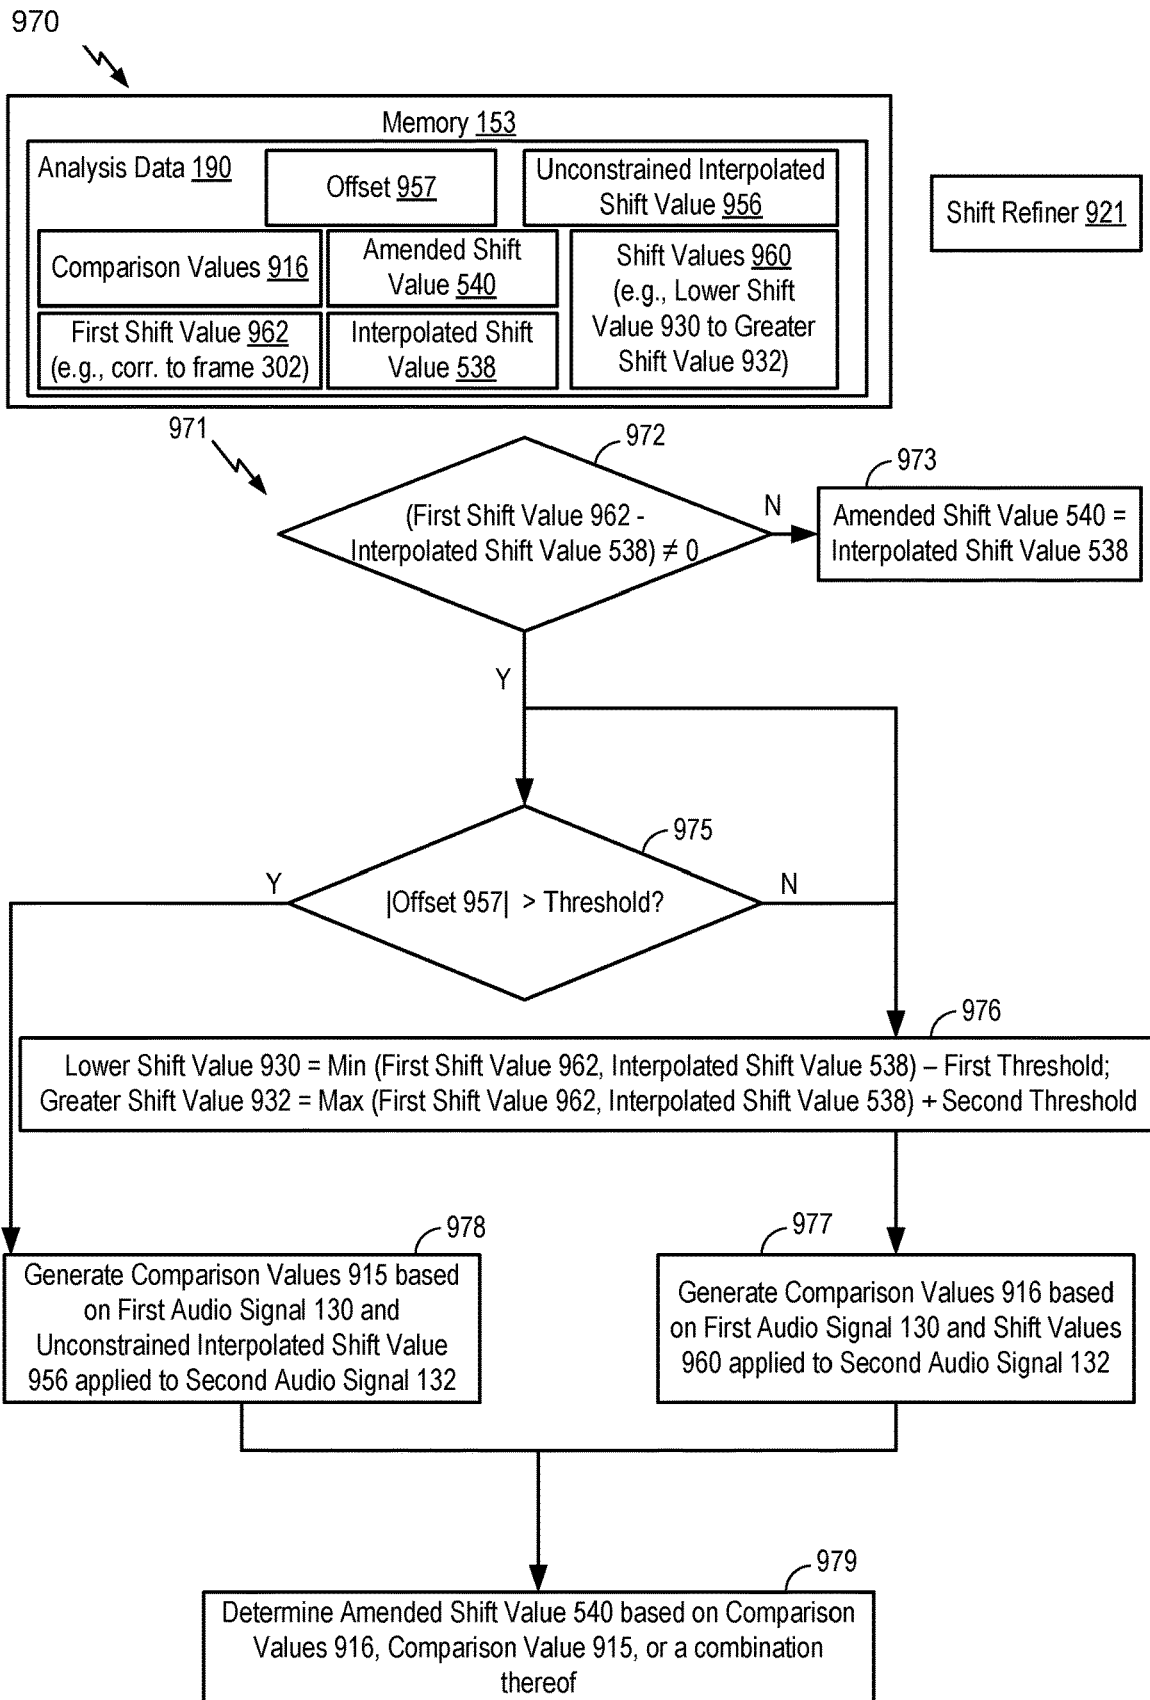 970
Memory 153
Analysis Data 190
Offset 957
Unconstrained Interpolated
Shift Value 956
Shift Refiner 921
Comparison Values 916
Amended Shift
Value 540
Shift Values 960
(e.g., Lower Shift
Value 930 to Greater
Shift Value 932)
First Shift Value 962
(e.g., corr. to frame 302)
Interpolated Shift
Value 538
971
972
(First Shift Value 962 -
Interpolated Shift Value 538) ≠ 0
N
973
Amended Shift Value 540 =
Interpolated Shift Value 538
Y
975
|Offset 957| > Threshold?
Y
N
976
Lower Shift Value 930 = Min (First Shift Value 962, Interpolated Shift Value 538) – First Threshold;
Greater Shift Value 932 = Max (First Shift Value 962, Interpolated Shift Value 538) + Second Threshold
978
Generate Comparison Values 915 based
on First Audio Signal 130 and
Unconstrained Interpolated Shift Value
956 applied to Second Audio Signal 132
977
Generate Comparison Values 916 based
on First Audio Signal 130 and Shift Values
960 applied to Second Audio Signal 132
979
Determine Amended Shift Value 540 based on Comparison
Values 916, Comparison Value 915, or a combination
thereof